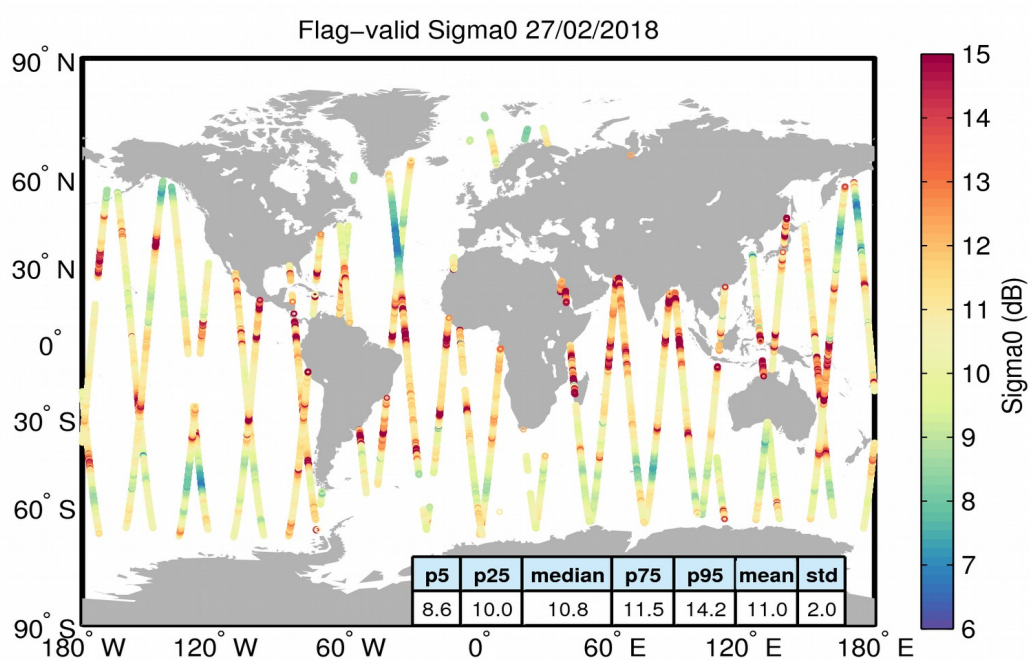 Flag−valid Sigma0 27/02/2018
90° N
60° N
30° N
0°
30° S
60° S
90° S
180° W
120° W
60° W
0°
60° E
120° E
180° E
15
14
13
12
11
10
9
8
7
6
Sigma0 (dB)
p5 p25 median p75 p95 mean std
8.6 10.0 10.8 11.5 14.2 11.0 2.0